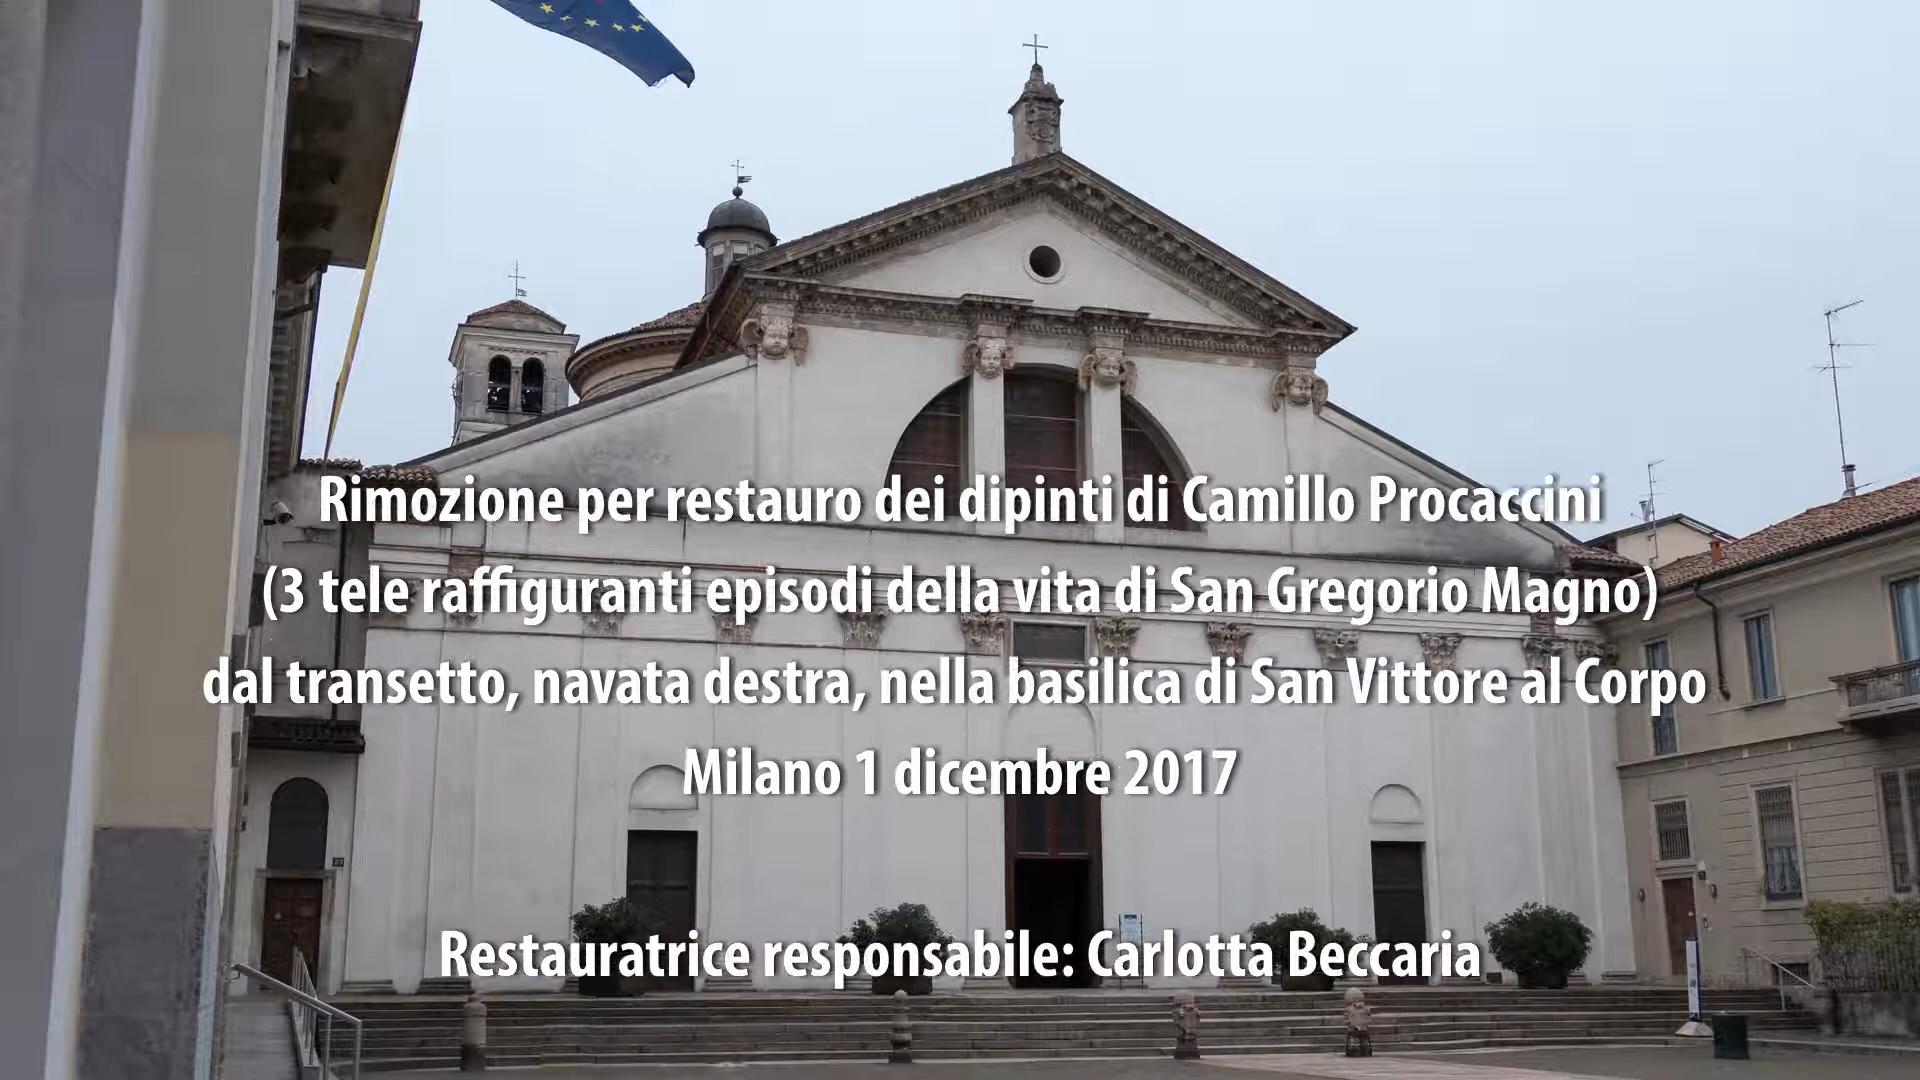 Rimozione per restauro dei dipinti di Camillo Procaccini
(3 tele raffiguranti episodi della vita di San Gregorio Magno)
dal transetto, navata destra, nella basilica di San Vittore al Corpo
Milano 1 dicembre 2017
Restauratrice responsabile: Carlotta Beccaria